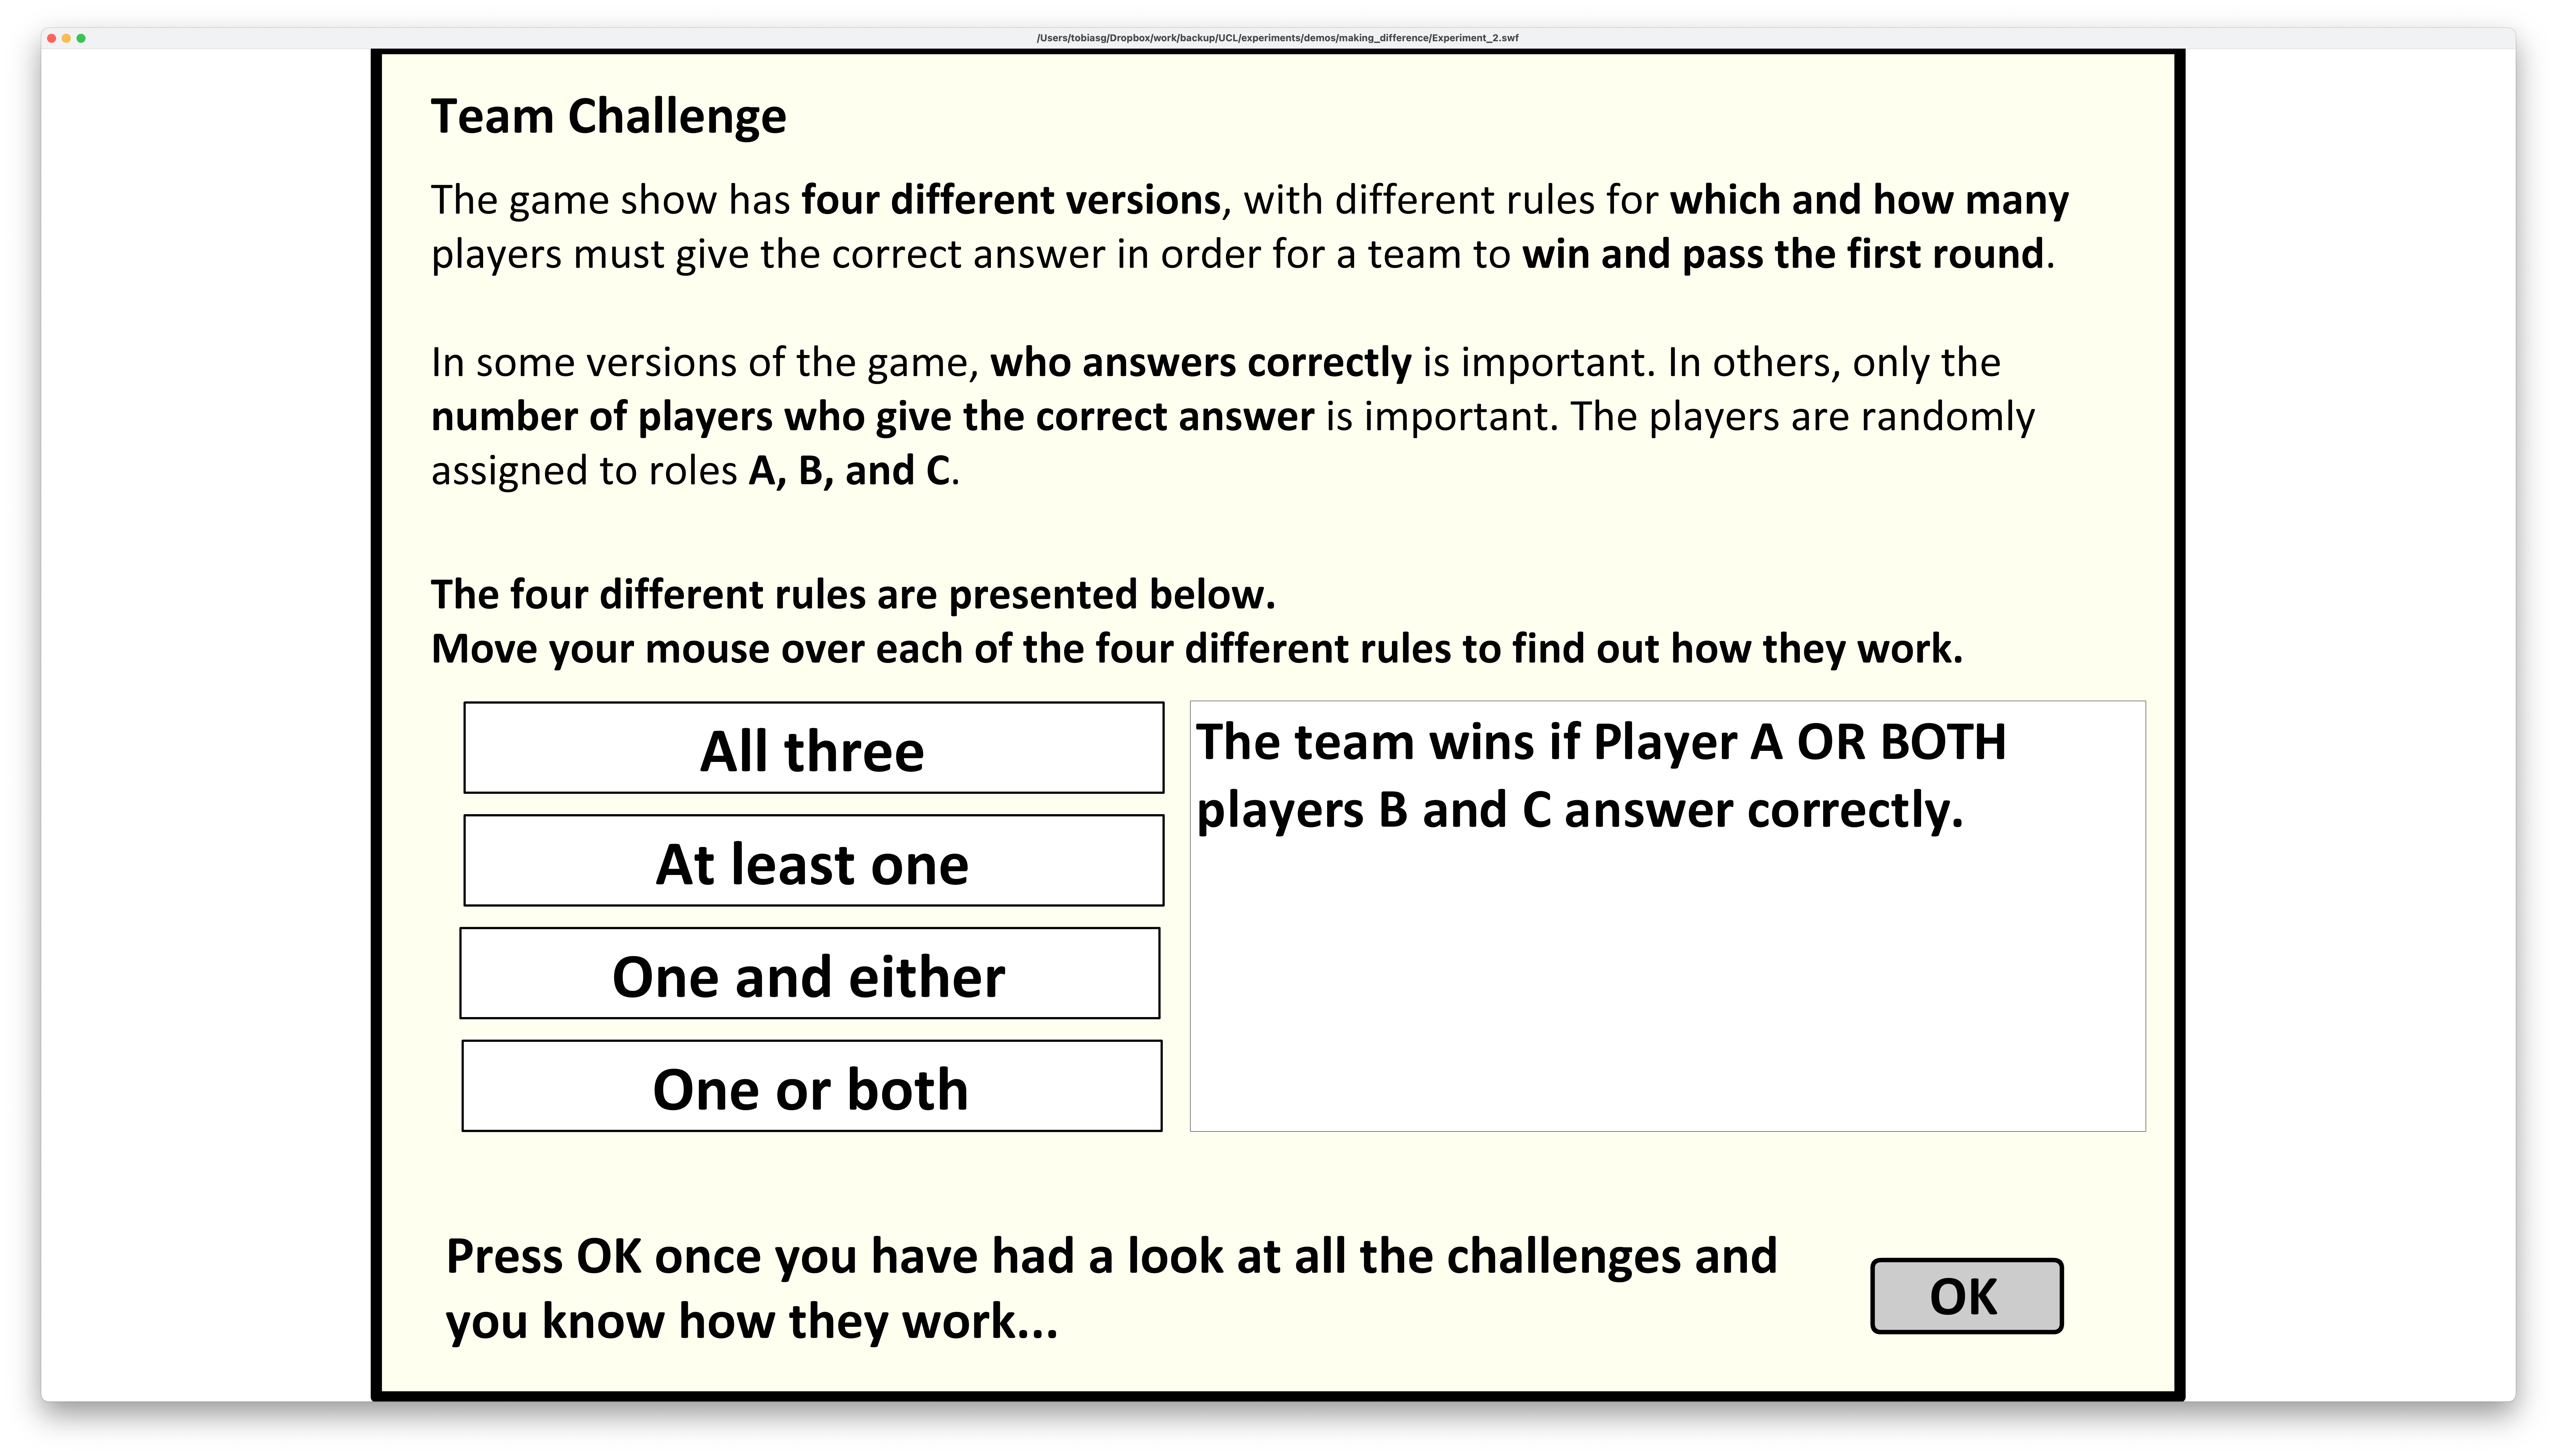 /Users/tobiasg/Dropbox/work/backup/UCL/experiments/demos/making_difference/Experiment_2.swf
Team Challenge
The game show has four different versions, with different rules for which and how many
players must give the correct answer in order for a team to win and pass the first round.
In some versions of the game, who answers correctly is important. In others, only the
number of players who give the correct answer is important. The players are randomly
assigned to roles A, B, and C.
The four different rules are presented below.
Move your mouse over each of the four different rules to find out how they work.
All three
At least one
One and either
One or both
The team wins if Player A OR BOTH
players B and C answer correctly.
Press OK once you have had a look at all the challenges and
you know how they work...
OK